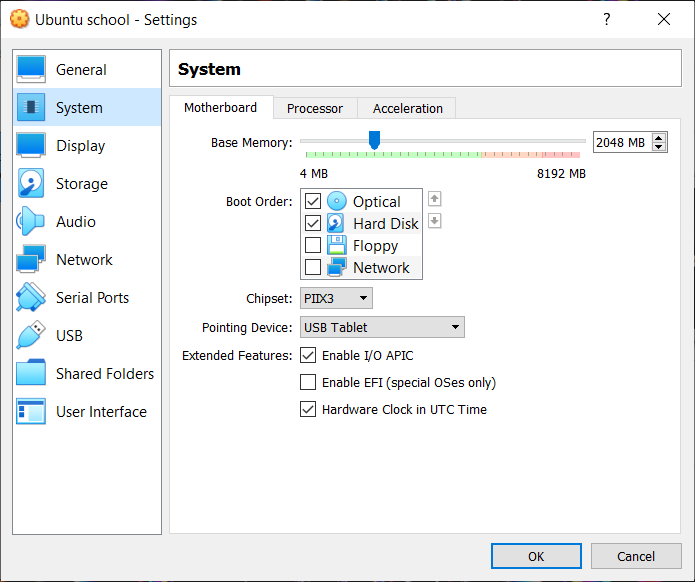 Ubuntu school - Settings
?
General
System
Display
Storage
Audio
Network
Serial Ports
USB
Shared Folders
User Interface
System
Motherboard Processor Acceleration
Base Memory: 2048 MB
4 MB 8192 MB
Boot Order: Optical
Hard Disk
Floppy
Network
Chipset: PIIX3
Pointing Device: USB Tablet
Extended Features: Enable I/O APIC
Enable EFI (special OSes only)
Hardware Clock in UTC Time
OK Cancel